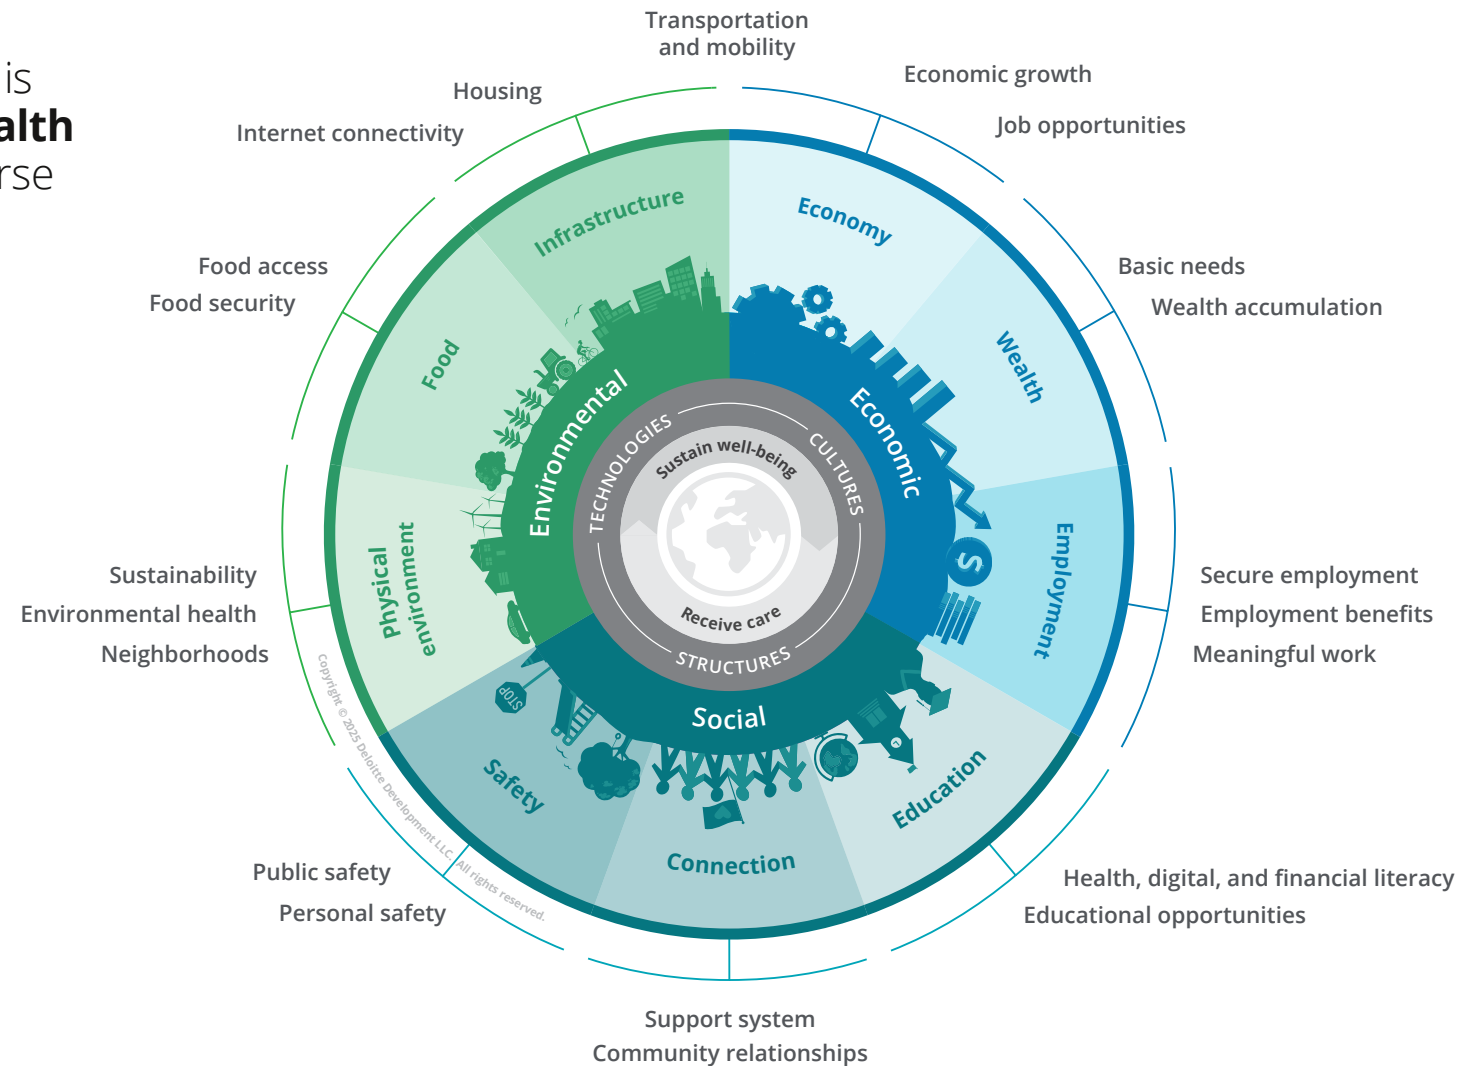 is
alth
rse
Transportation
and mobility
Economic growth
Job opportunities
Housing
Internet connectivity
Food access
Food security
Basic needs
Wealth accumulation
Sustainability
Environmental health
Neighborhoods
Secure employment
Employment benefits
Meaningful work
Public safety
Personal safety
Health, digital, and financial literacy
Educational opportunities
Support system
Community relationships
Infrastructure
Economy
Food
Wealth
Physical
environment
Employment
Safety
Connection
Education
Environmental
Economic
Social
TECHNOLOGIES
CULTURES
STRUCTURES
Sustain well-being
Receive care
STOP
S
Copyright © 2025 Deloitte Development LLC. All rights reserved.